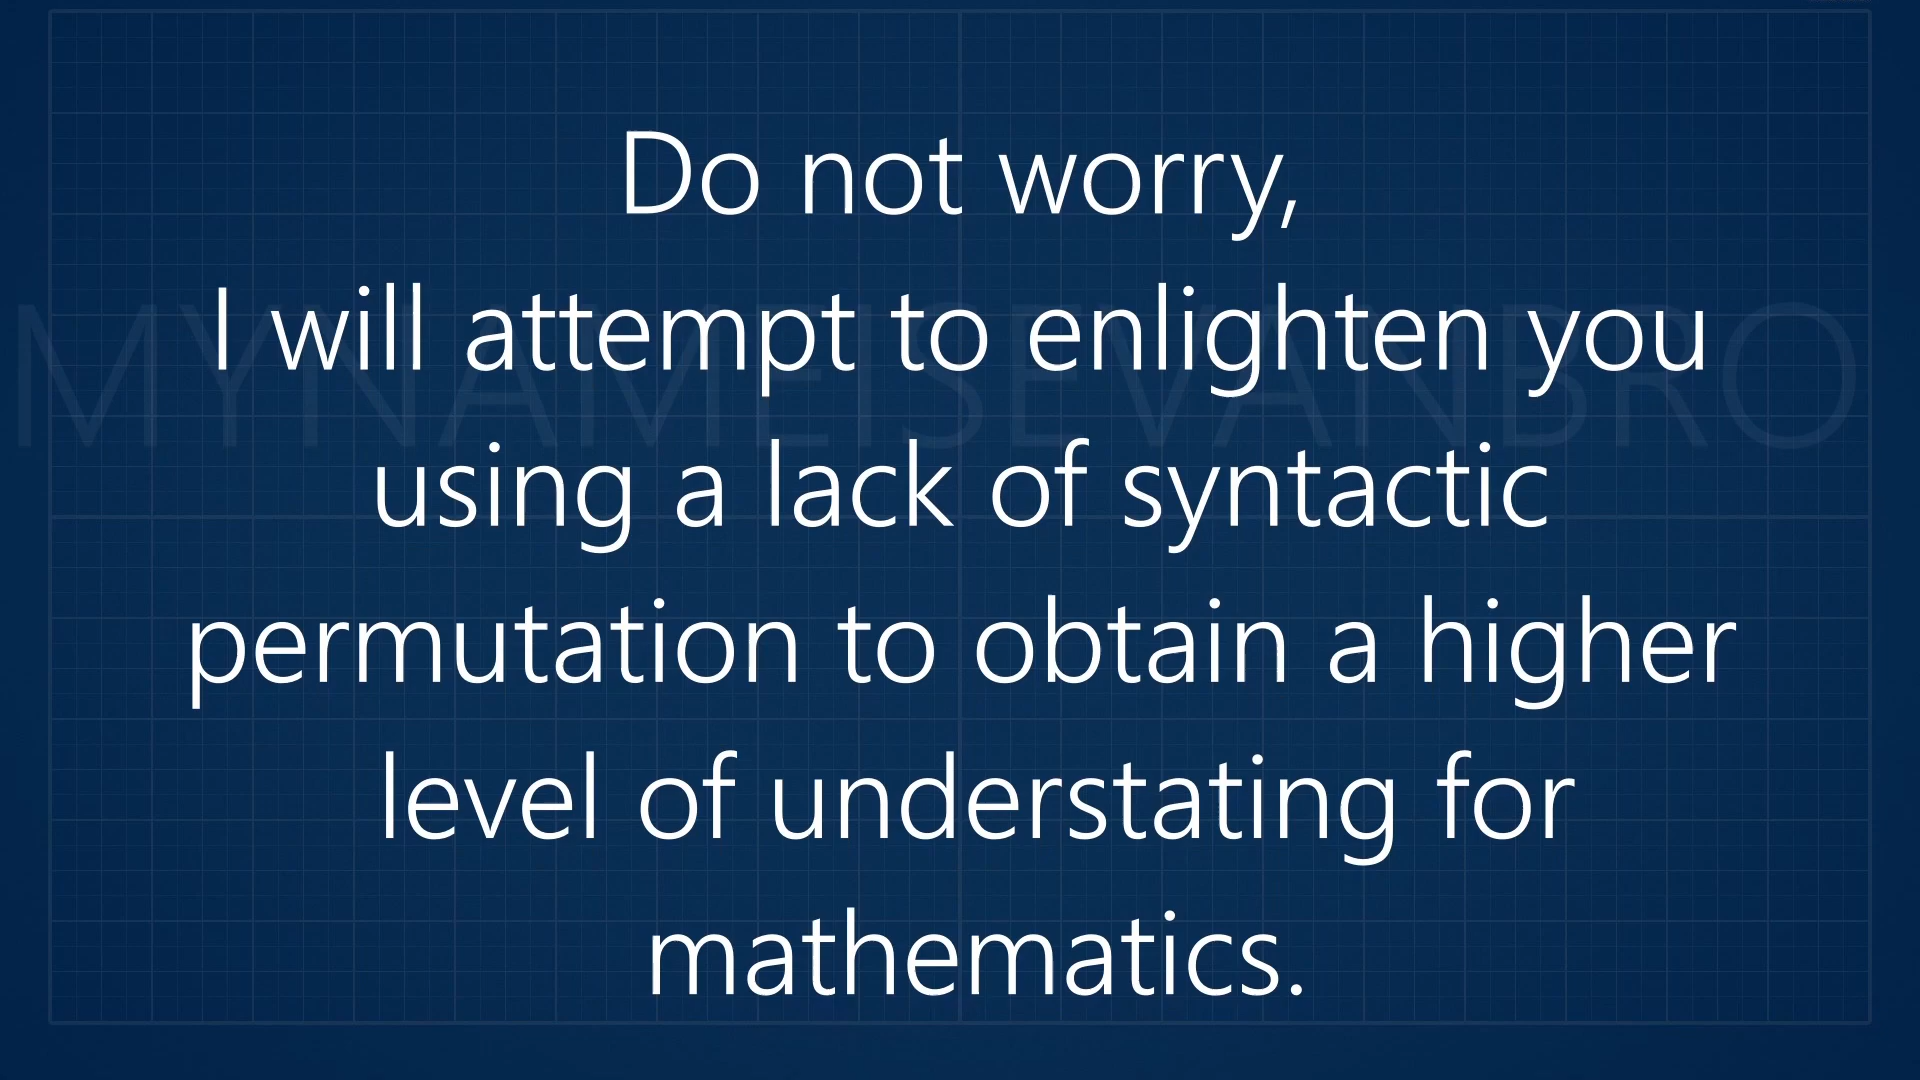 Do not worry,
I will attempt to enlighten you
MYNAMEISEVANBRO
using a lack of syntactic
permutation to obtain a higher
level of understating for
mathematics.